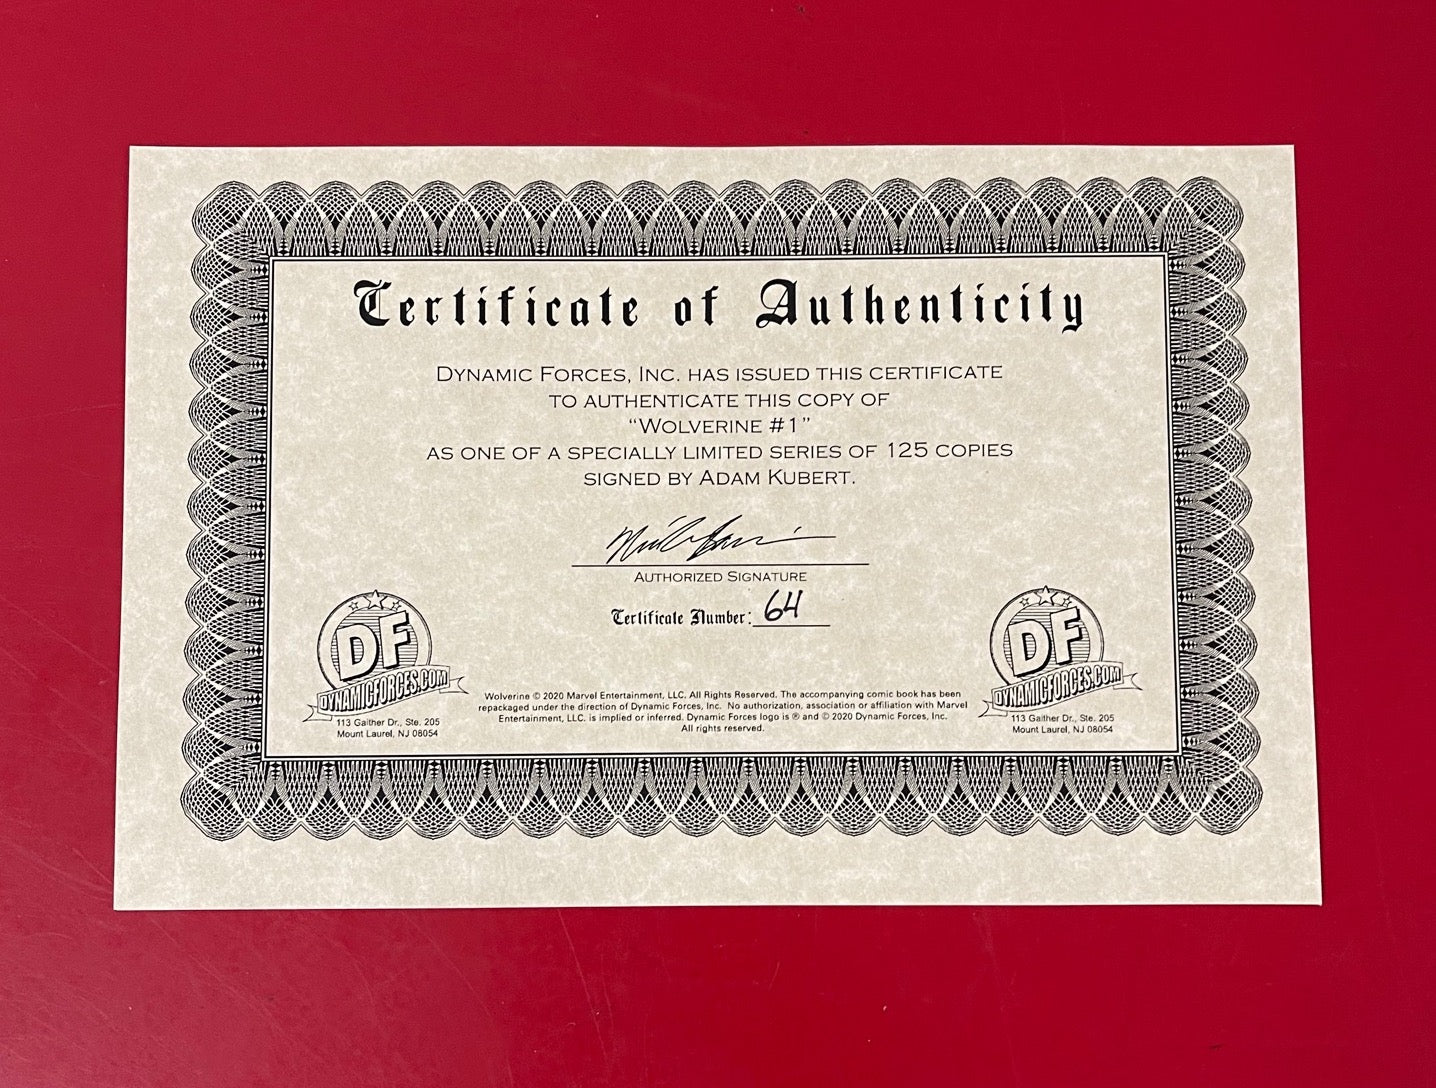 Certificate of Authenticity
DYNAMIC FORCES, INC. HAS ISSUED THIS CERTIFICATE
TO AUTHENTICATE THIS COPY OF
“WOLVERINE #1”
AS ONE OF A SPECIALLY LIMITED SERIES OF 125 COPIES
SIGNED BY ADAM KUBERT.
AUTHORIZED SIGNATURE
Certificate Number: 64
DF
DYNAMICFORCES.COM
113 Gaither Dr., Ste. 205
Mount Laurel, NJ 08054
Wolverine © 2020 Marvel Entertainment, LLC. All Rights Reserved. The accompanying comic book has been
repackaged under the direction of Dynamic Forces, Inc. No authorization, association or affiliation with Marvel
Entertainment, LLC. is implied or inferred. Dynamic Forces logo is ® and © 2020 Dynamic Forces, Inc.
All rights reserved.
DF
DYNAMICFORCES.COM
113 Gaither Dr., Ste. 205
Mount Laurel, NJ 08054